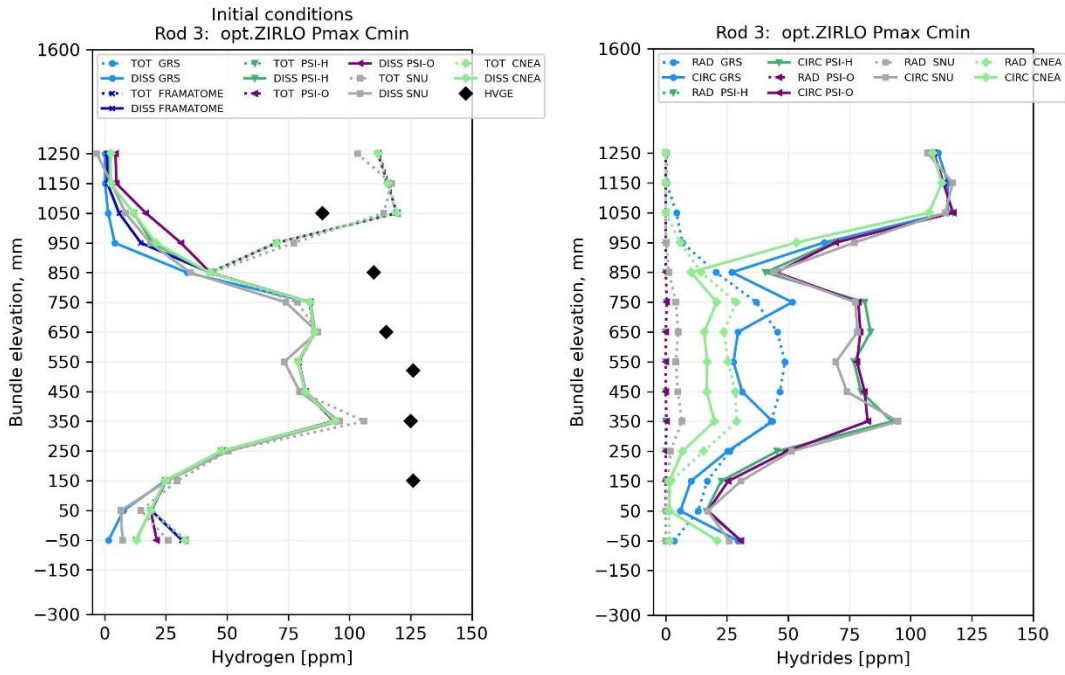 Initial conditions
Rod 3: opt.ZIRLO Pmax Cmin
TOT GRS
DISS GRS
TOT FRAMATOME
DISS FRAMATOME
TOT PSI-H
DISS PSI-H
TOT PSI-O
DISS PSI-O
TOT SNU
DISS SNU
TOT CNEA
DISS CNEA
HVGE
1600
1250
1150
1050
950
850
750
650
550
450
350
250
150
50
−50
−150
−300
Bundle elevation, mm
0 25 50 75 100 125 150
Hydrogen [ppm]
Rod 3: opt.ZIRLO Pmax Cmin
RAD GRS
CIRC GRS
RAD PSI-H
CIRC PSI-H
RAD PSI-O
CIRC PSI-O
RAD SNU
CIRC SNU
RAD CNEA
CIRC CNEA
1600
1250
1150
1050
950
850
750
650
550
450
350
250
150
50
−50
−150
−300
Bundle elevation, mm
0 25 50 75 100 125 150
Hydrides [ppm]